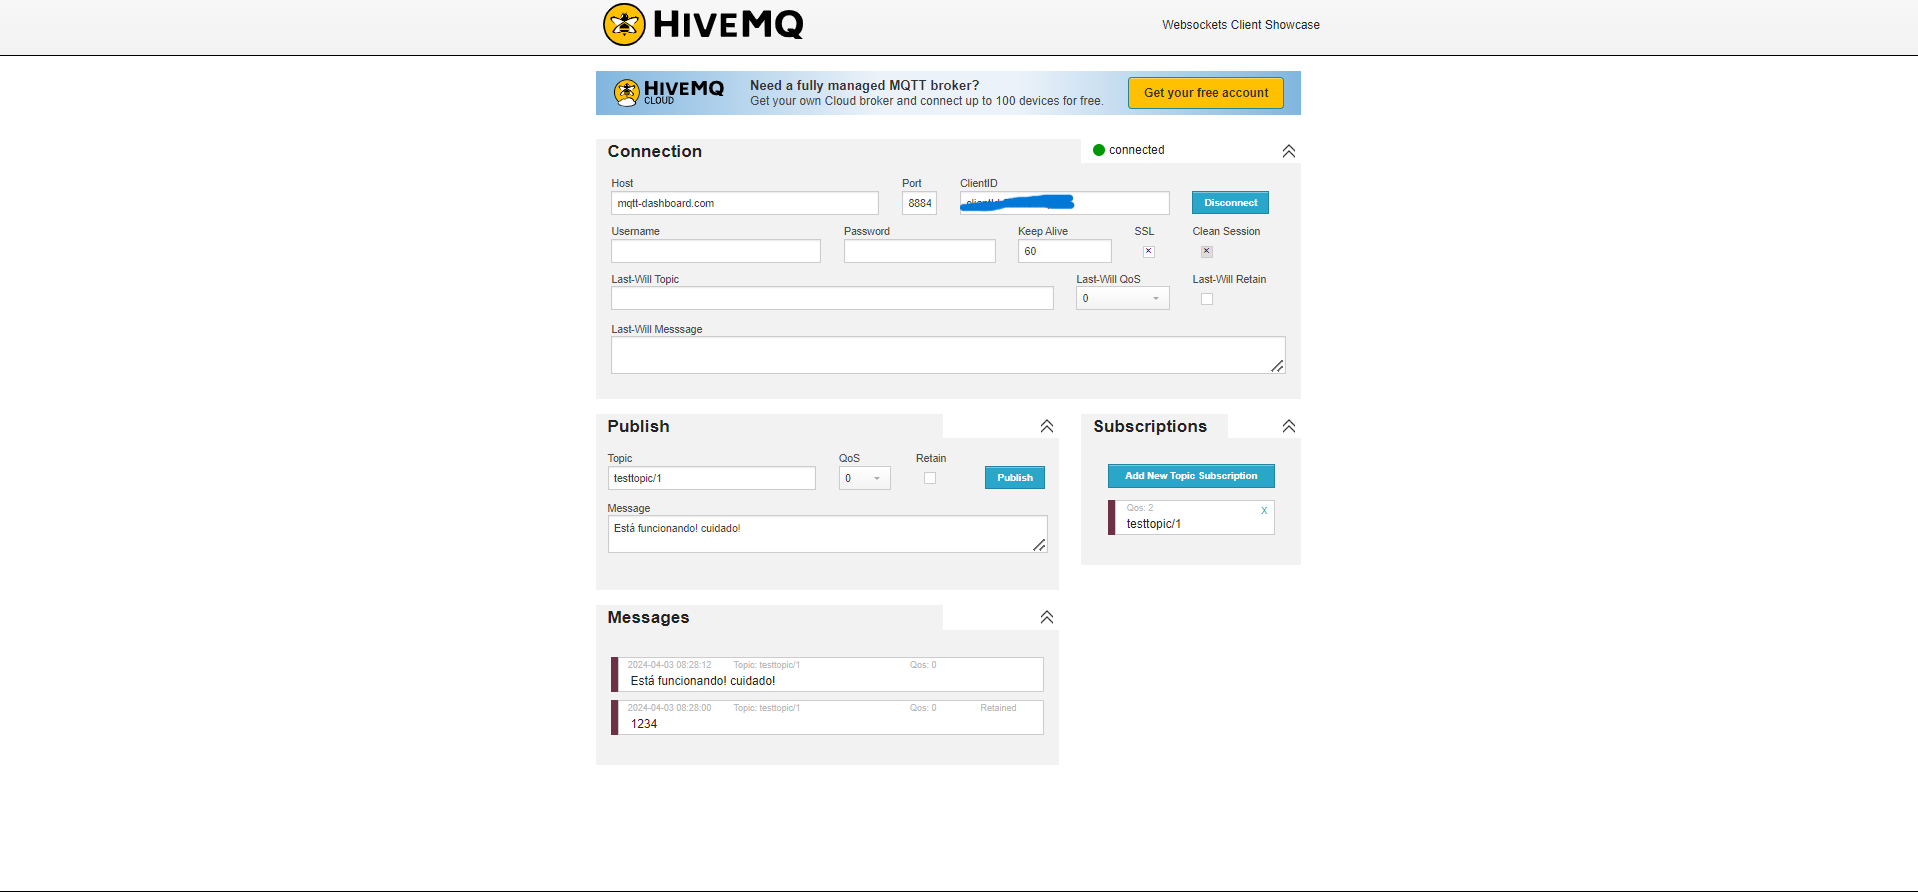 HIVEMQ
Websockets Client Showcase
HIVEMQ
CLOUD
Need a fully managed MQTT broker?
Get your own Cloud broker and connect up to 100 devices for free.
Get your free account
Connection
connected
Host
Port
ClientID
mqtt-dashboard.com
8884
Disconnect
Username
Password
Keep Alive
SSL
Clean Session
60
Last-Will Topic
Last-Will QoS
Last-Will Retain
0
Last-Will Messsage
Publish
Topic
QoS
Retain
testtopic/1
0
Publish
Message
Está funcionando! cuidado!
Subscriptions
Add New Topic Subscription
Qos: 2
X
testtopic/1
Messages
2024-04-03 08:28:12 Topic: testtopic/1 Qos: 0
Está funcionando! cuidado!
2024-04-03 08:28:00 Topic: testtopic/1 Qos: 0 Retained
1234